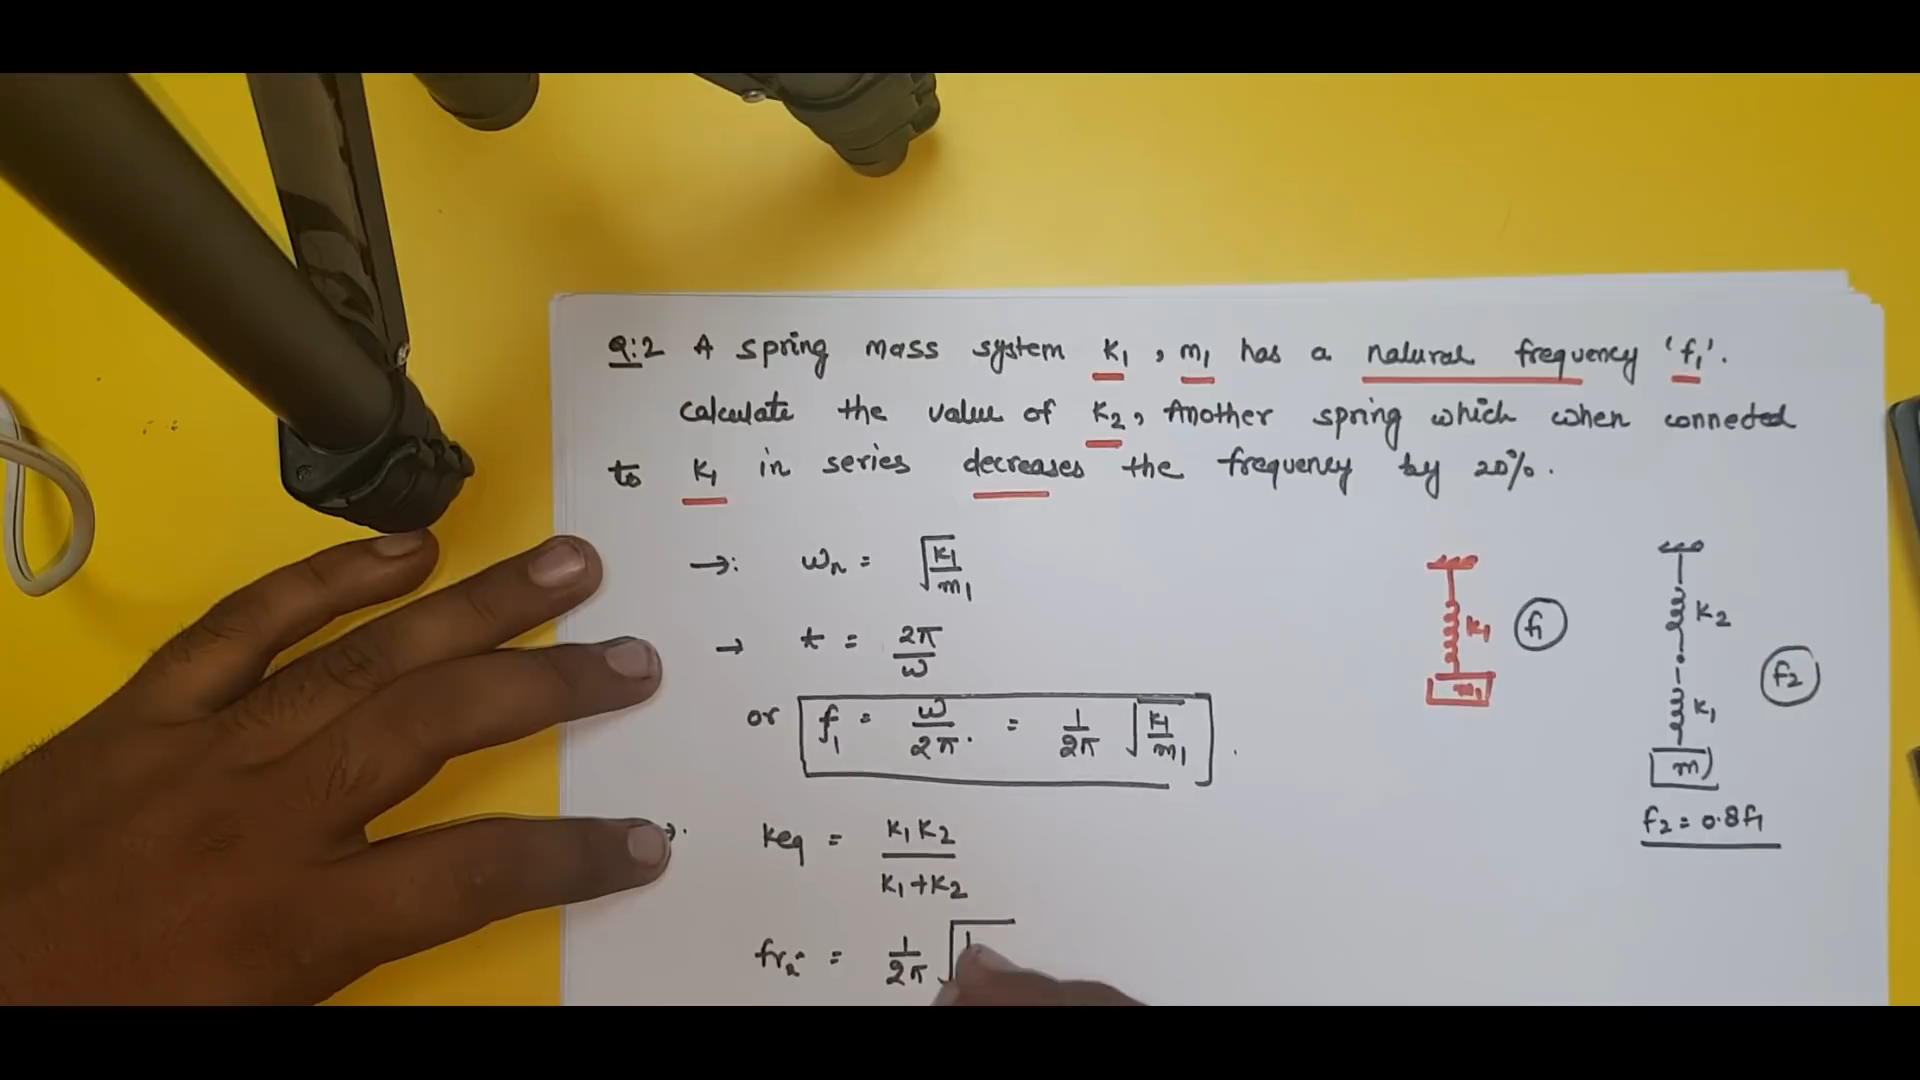 Q:2 A spring mass system K₁, m₁ has a natural frequency 'f₁'.
calculate the value of K₂, Another spring which when connected
to K₁ in series decreases the frequency by 20%.
→: ωn = √(K₁/m₁)
→ t = 2π/ω
or f₁ = ω/2π. = 1/2π √(K₁/m₁)
Keq = K₁K₂/K₁+K₂
= 1/2π √
K₁
m₁
f₁
K₂
K₁
m
f₂
f₂ = 0.8f₁